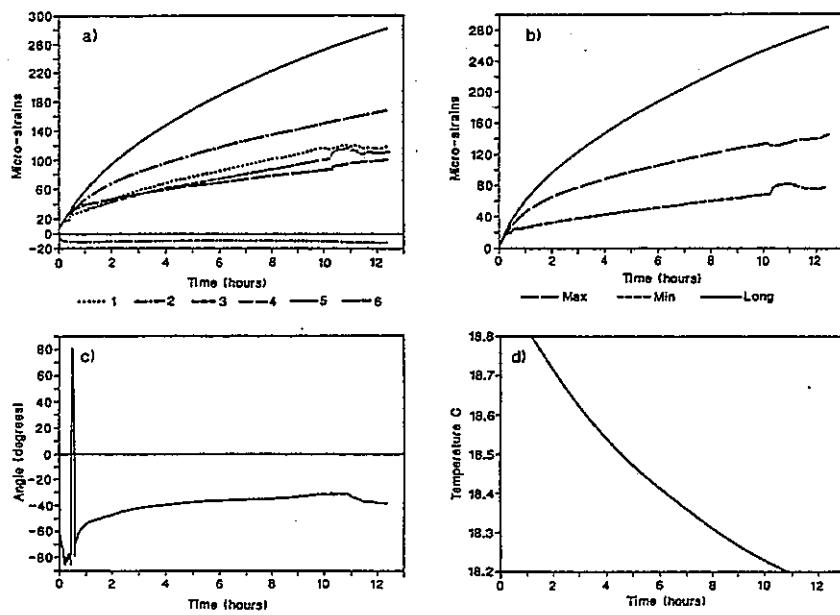 a)
Micro-strains
300
260
220
180
140
100
60
20
0
-20
0 2 4 6 8 10 12
Time (hours)
1 2 3 4 5 6
b)
Micro-strains
280
240
200
160
120
80
40
0
0 2 4 6 8 10 12
Time (hours)
Max Min Long
c)
Angle (degrees)
80
60
40
20
0
-20
-40
-60
-80
0 2 4 6 8 10 12
Time (hours)
d)
Temperature C
18.8
18.7
18.6
18.5
18.4
18.3
18.2
0 2 4 6 8 10 12
Time (hours)